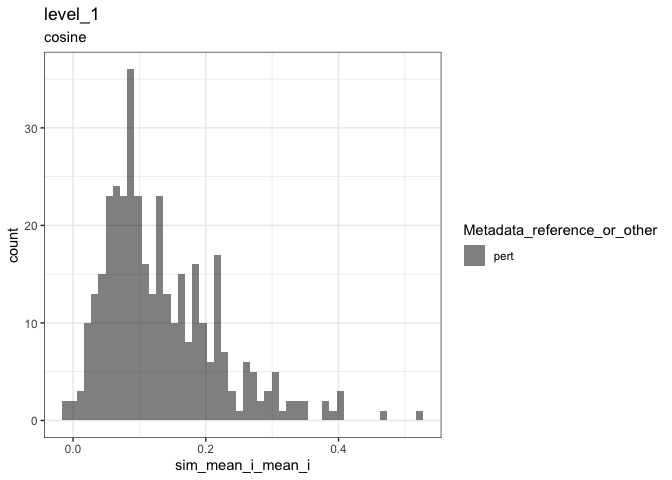 level_1
cosine
30
20
10
0
count
0.0
0.2
0.4
sim_mean_i_mean_i
Metadata_reference_or_other
pert